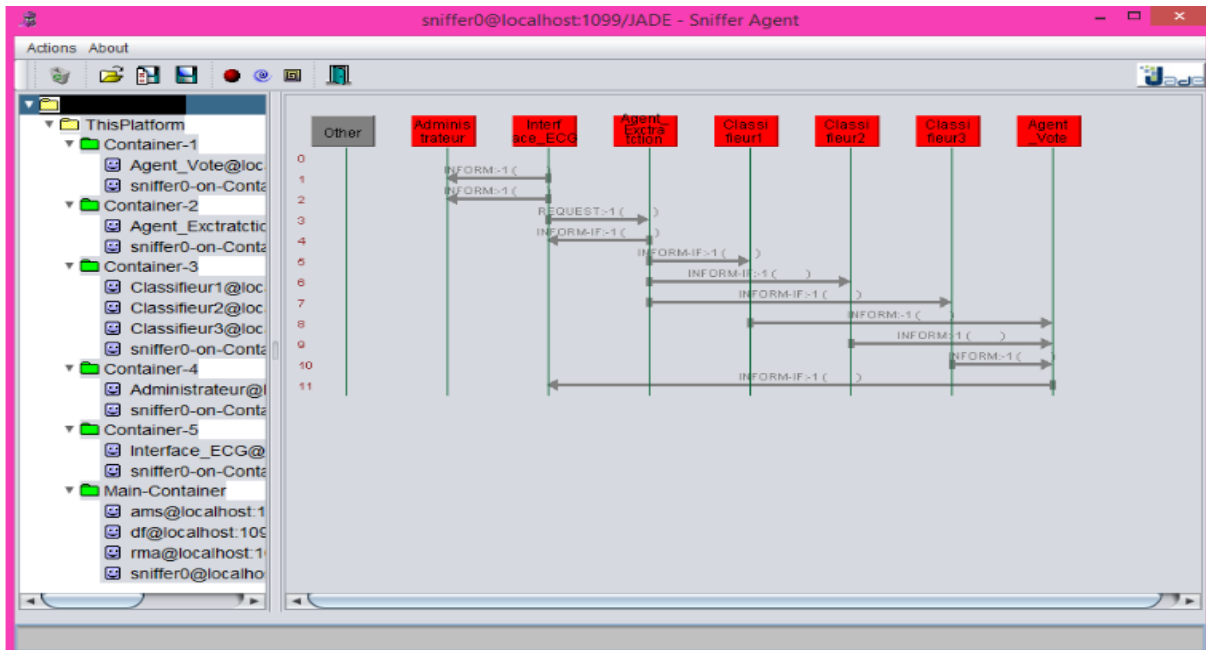 sniffer0@localhost:1099/JADE - Sniffer Agent
Actions About
Jade
ThisPlatform
Container-1
Agent_Vote@loc
sniffer0-on-Conta
Container-2
Agent_Exctratctic
sniffer0-on-Conta
Container-3
Classifieur1@loc
Classifieur2@loc
Classifieur3@loc
sniffer0-on-Conta
Container-4
Administrateur@l
sniffer0-on-Conta
Container-5
Interface_ECG@
sniffer0-on-Conta
Main-Container
ams@localhost:1
df@localhost:109
rma@localhost:1
sniffer0@localho
Other
Adminis
trateur
Interf
ace_ECG
Agent_
Exctra
tction
Classi
fieur1
Classi
fieur2
Classi
fieur3
Agent
_Vote
0
INFORM:-1 ( )
1
INFORM:-1 ( )
2
REQUEST:-1 ( )
3
INFORM-IF:-1 ( )
4
INFORM-IF:-1 ( )
5
INFORM-IF:-1 ( )
6
INFORM-IF:-1 ( )
7
INFORM:-1 ( )
8
INFORM:-1 ( )
9
INFORM:-1 ( )
10
INFORM-IF:-1 ( )
11